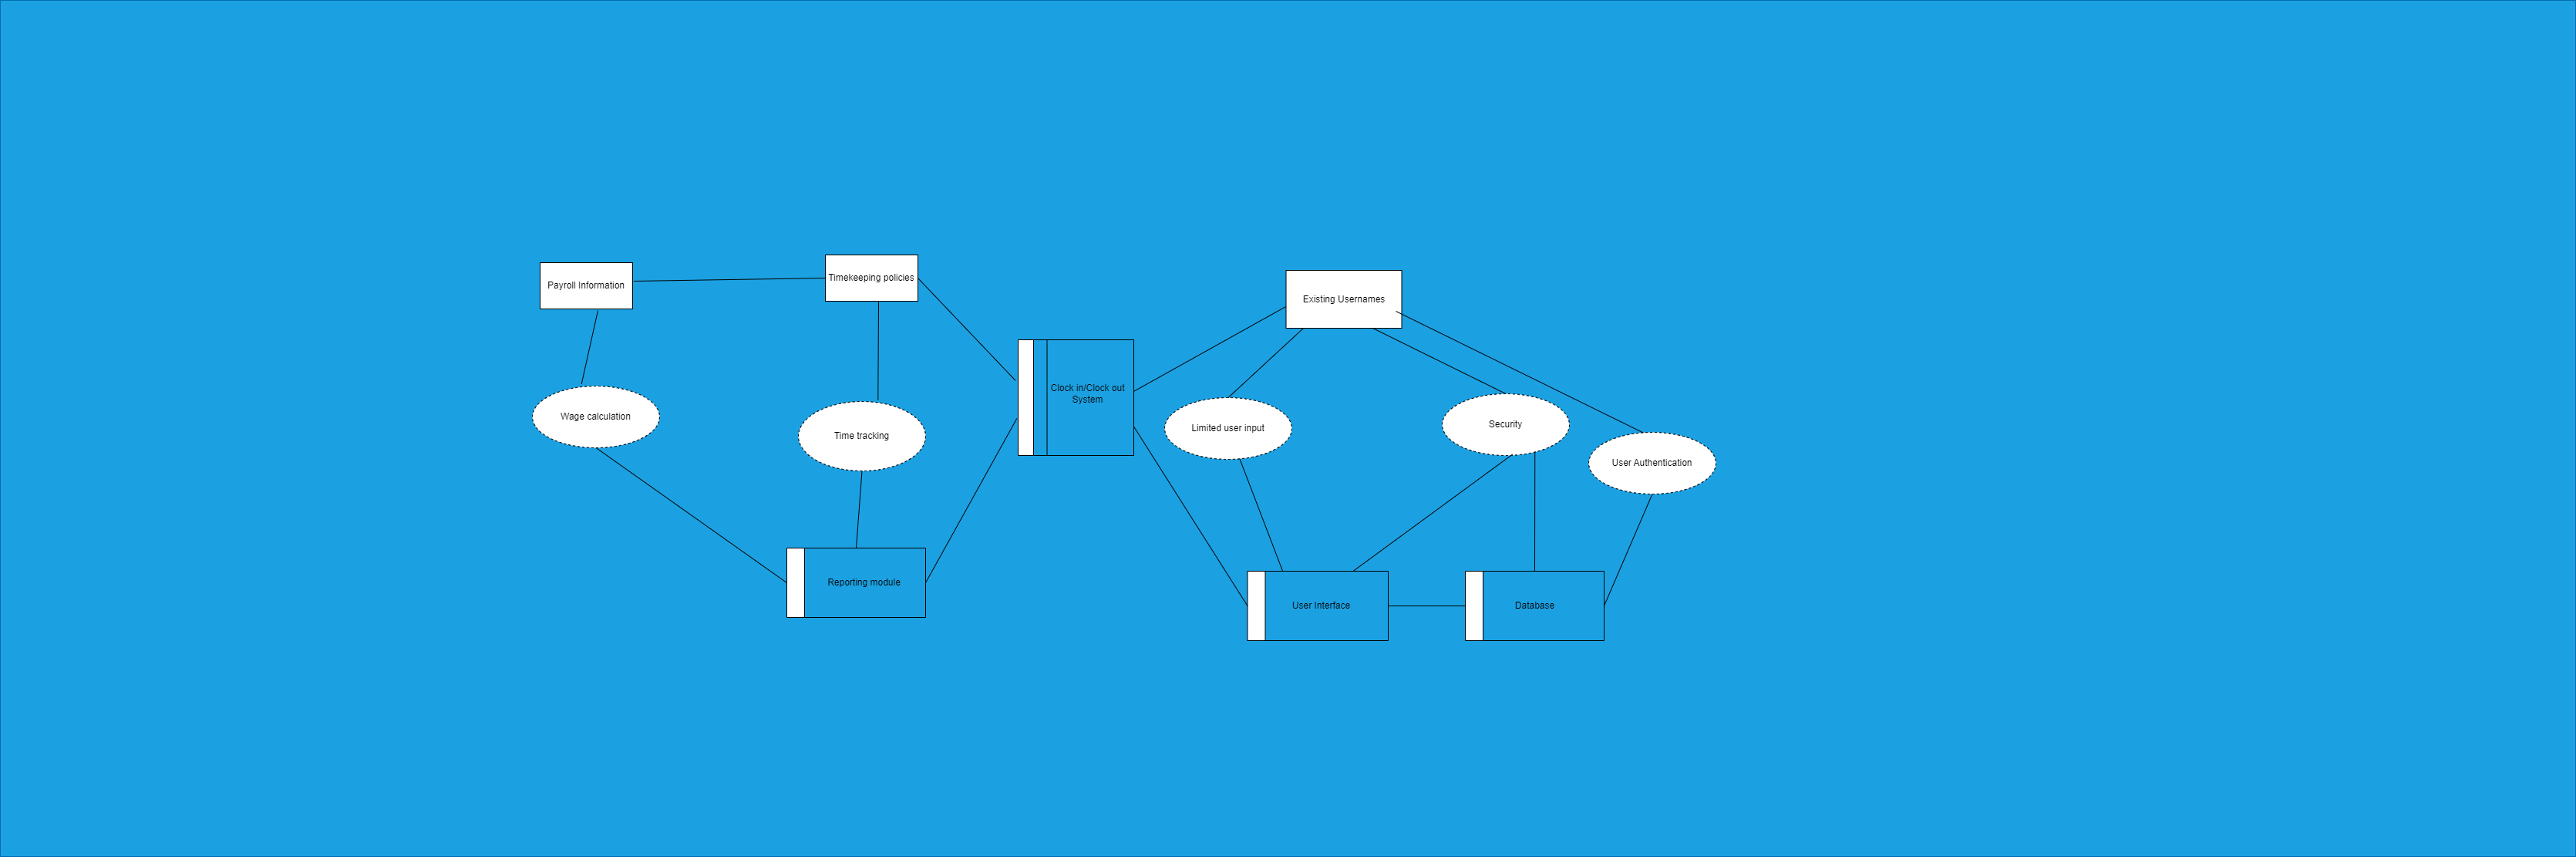 Payroll Information
Timekeeping policies
Existing Usernames
Clock in/Clock out
System
Wage calculation
Time tracking
Limited user input
Security
User Authentication
Reporting module
User Interface
Database